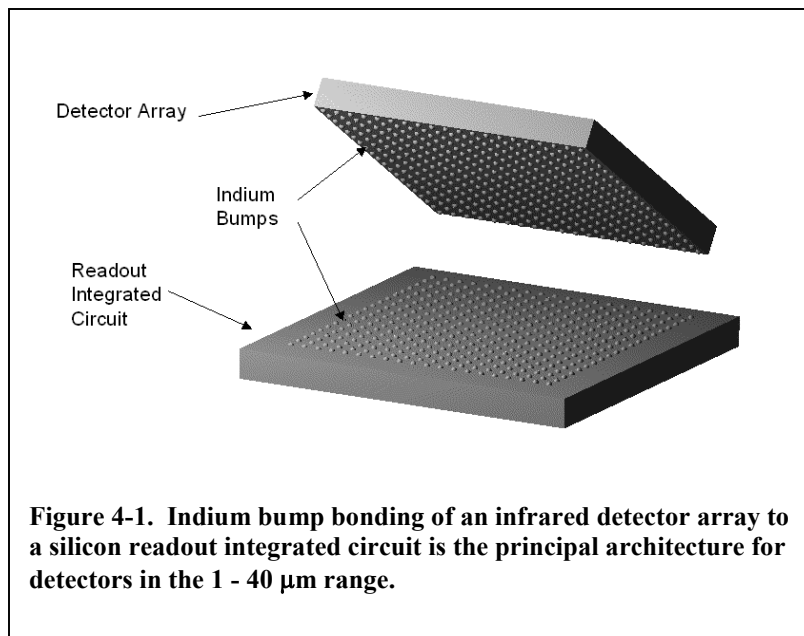 Detector Array
Indium
Bumps
Readout
Integrated
Circuit
Figure 4-1. Indium bump bonding of an infrared detector array to
a silicon readout integrated circuit is the principal architecture for
detectors in the 1 - 40 μm range.